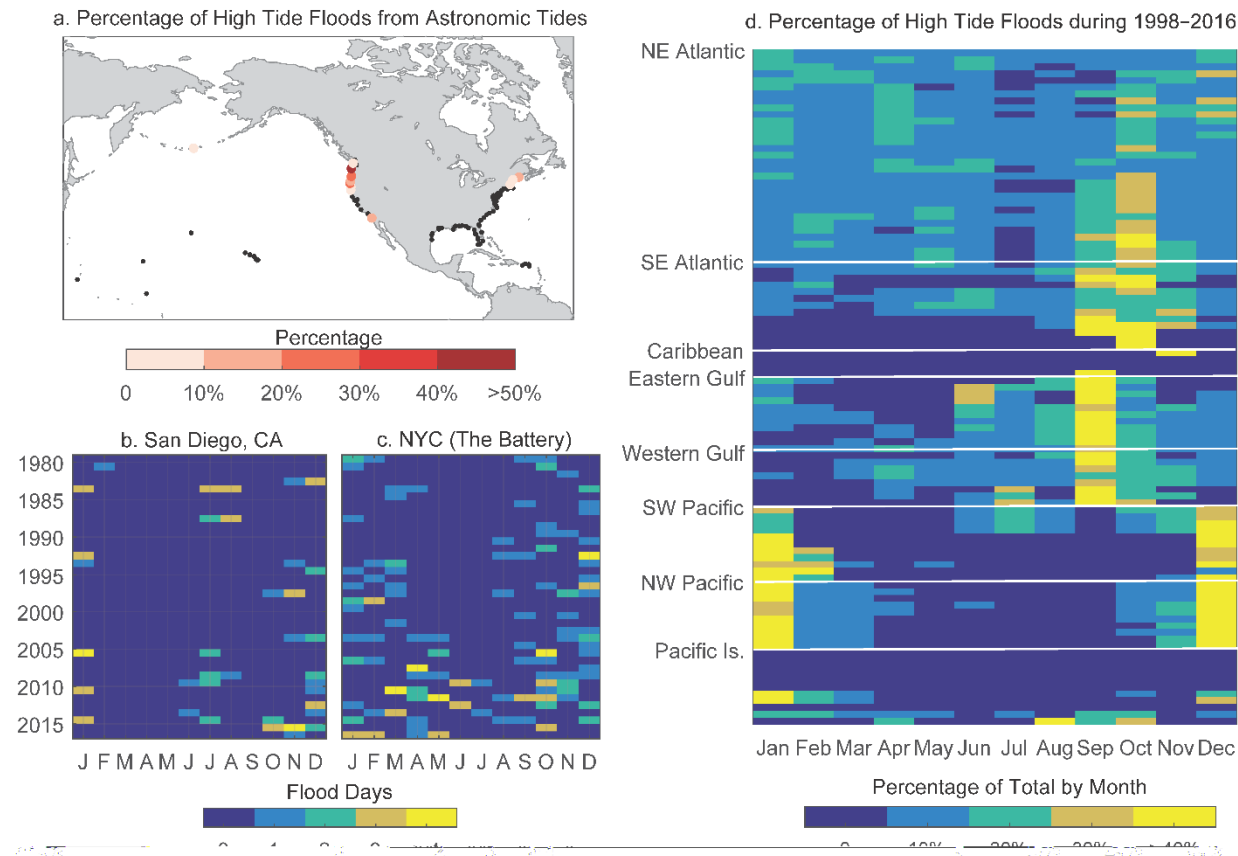 a. Percentage of High Tide Floods from Astronomic Tides
Percentage
0 10% 20% 30% 40% >50%
b. San Diego, CA
c. NYC (The Battery)
1980
1985
1990
1995
2000
2005
2010
2015
J F M A M J J A S O N D
J F M A M J J A S O N D
Flood Days
d. Percentage of High Tide Floods during 1998–2016
NE Atlantic
SE Atlantic
Caribbean
Eastern Gulf
Western Gulf
SW Pacific
NW Pacific
Pacific Is.
Jan Feb Mar Apr May Jun Jul Aug Sep Oct Nov Dec
Percentage of Total by Month